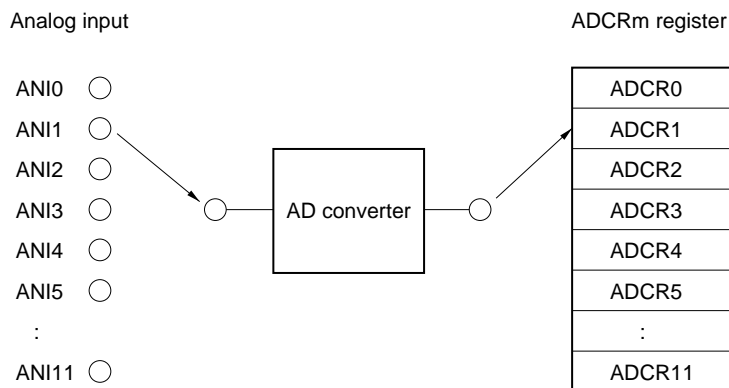 Analog input
ADCRm register
ANI0
ANI1
ANI2
ANI3
ANI4
ANI5
:
ANI11
AD converter
ADCR0
ADCR1
ADCR2
ADCR3
ADCR4
ADCR5
:
ADCR11